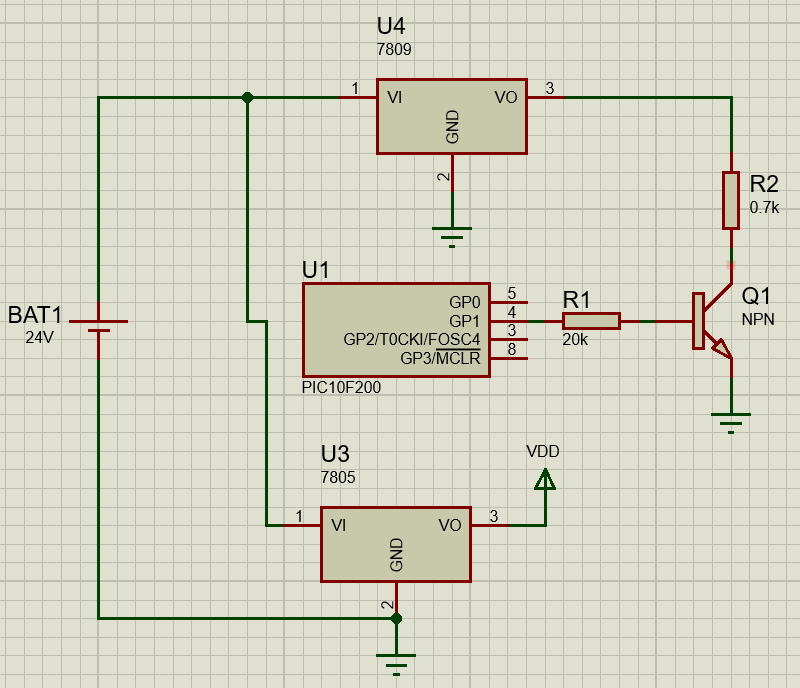 U4
7809
1
VI
VO
3
GND
2
R2
0.7k
U1
GP0
5
GP1
4
GP2/T0CKI/FOSC4
3
GP3/MCLR
8
PIC10F200
R1
20k
Q1
NPN
BAT1
24V
U3
7805
VDD
1
VI
VO
3
GND
2